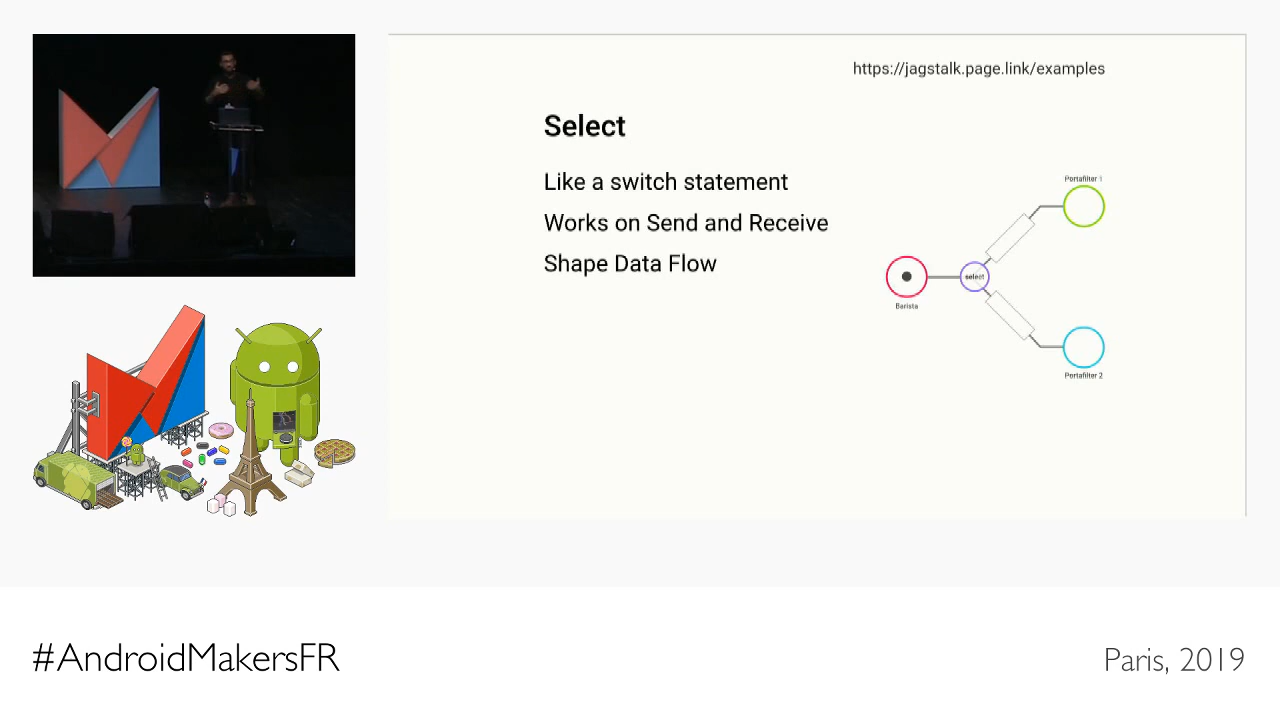 https://jagstalk.page.link/examples
Select
Like a switch statement
Works on Send and Receive
Shape Data Flow
Portafilter 1
select
Barista
Portafilter 2
#AndroidMakersFR
Paris, 2019